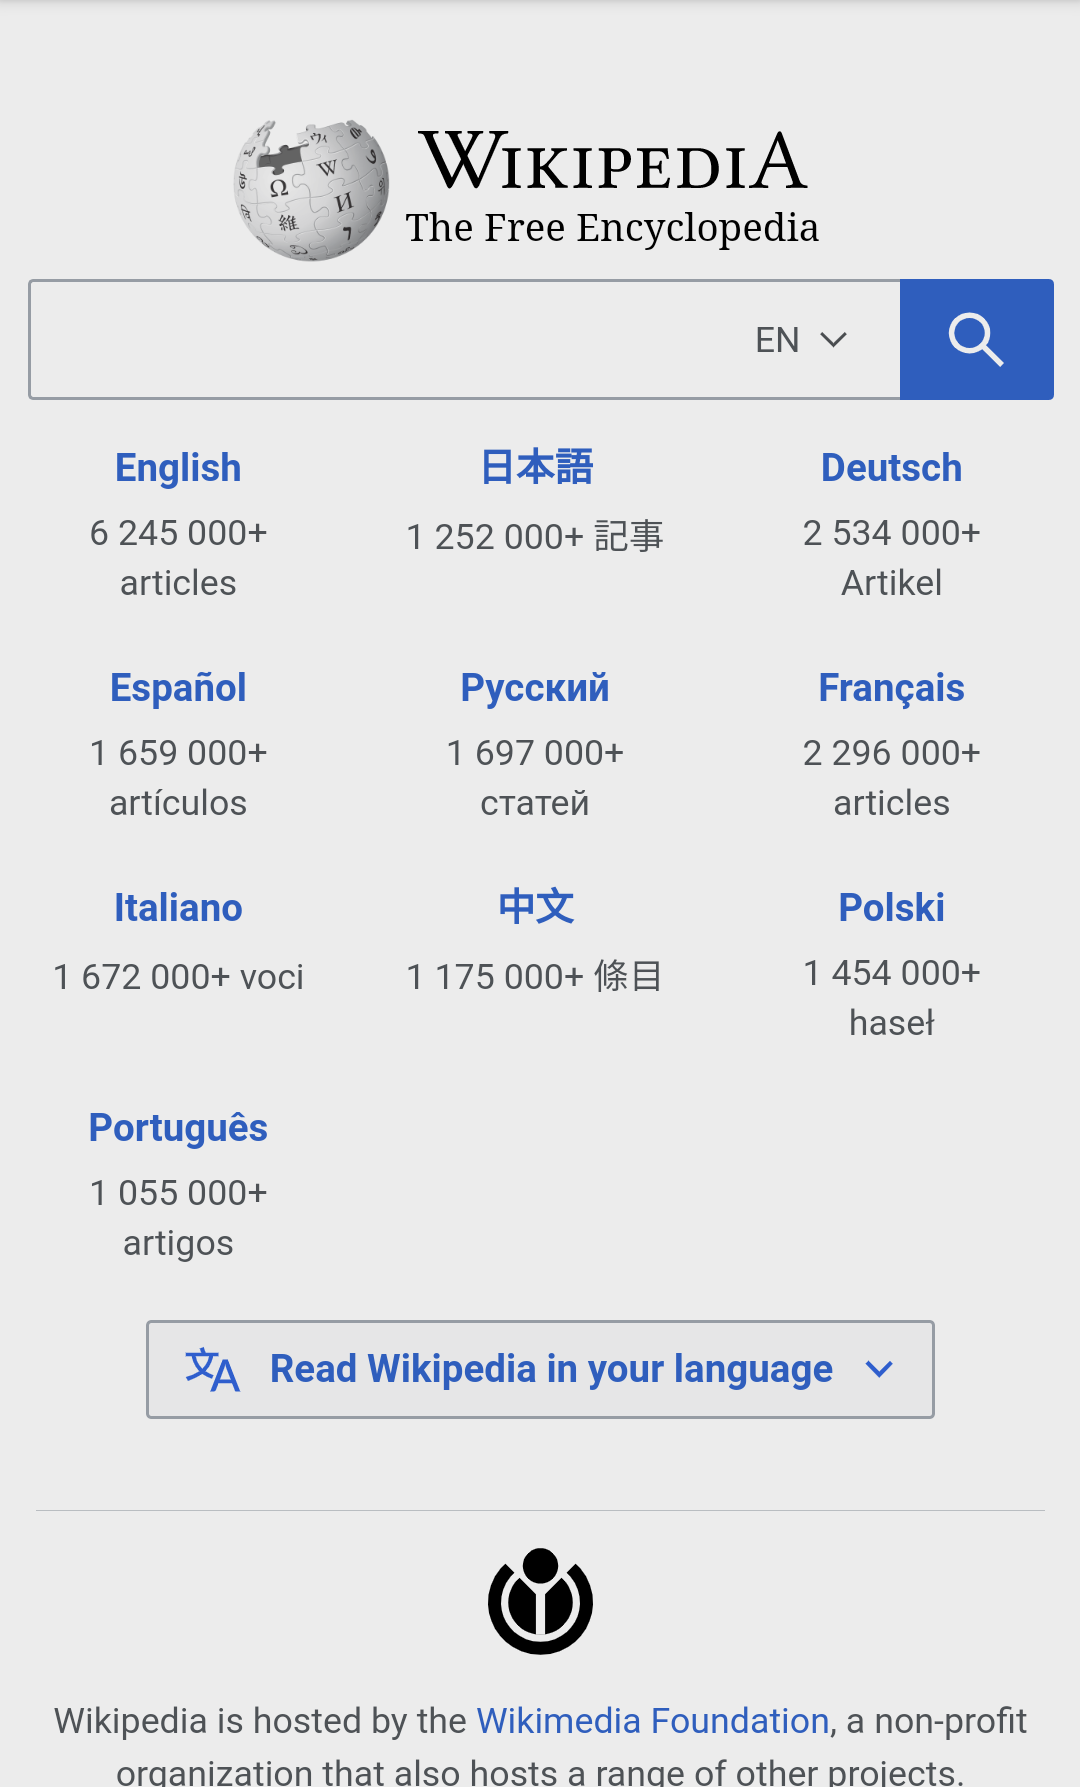 WIKIPEDIA
The Free Encyclopedia
EN
English
6 245 000+
articles
日本語
1 252 000+ 記事
Deutsch
2 534 000+
Artikel
Español
1 659 000+
artículos
Русский
1 697 000+
статей
Français
2 296 000+
articles
Italiano
1 672 000+ voci
中文
1 175 000+ 條目
Polski
1 454 000+
haseł
Português
1 055 000+
artigos
Read Wikipedia in your language
Wikipedia is hosted by the Wikimedia Foundation, a non-profit
organization that also hosts a range of other projects.